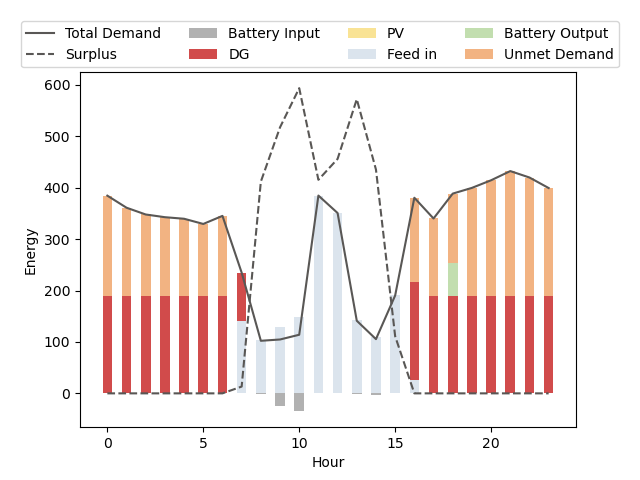 Total Demand Battery Input PV Battery Output
Surplus DG Feed in Unmet Demand
600
500
400
300
200
100
0
Energy
0 5 10 15 20
Hour